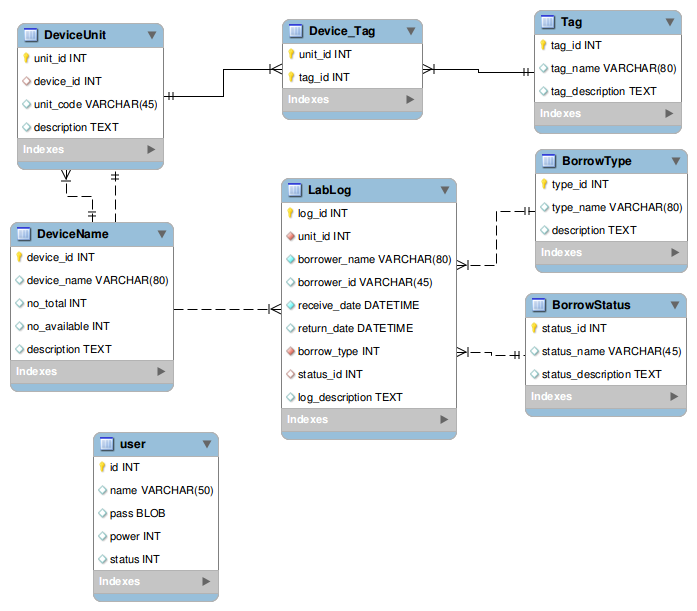 DeviceUnit
unit_id INT
device_id INT
unit_code VARCHAR(45)
description TEXT
Indexes
Device_Tag
unit_id INT
tag_id INT
Indexes
Tag
tag_id INT
tag_name VARCHAR(80)
tag_description TEXT
Indexes
DeviceName
device_id INT
device_name VARCHAR(80)
no_total INT
no_available INT
description TEXT
Indexes
LabLog
log_id INT
unit_id INT
borrower_name VARCHAR(80)
borrower_id VARCHAR(45)
receive_date DATETIME
return_date DATETIME
borrow_type INT
status_id INT
log_description TEXT
Indexes
BorrowType
type_id INT
type_name VARCHAR(80)
description TEXT
Indexes
BorrowStatus
status_id INT
status_name VARCHAR(45)
status_description TEXT
Indexes
user
id INT
name VARCHAR(50)
pass BLOB
power INT
status INT
Indexes